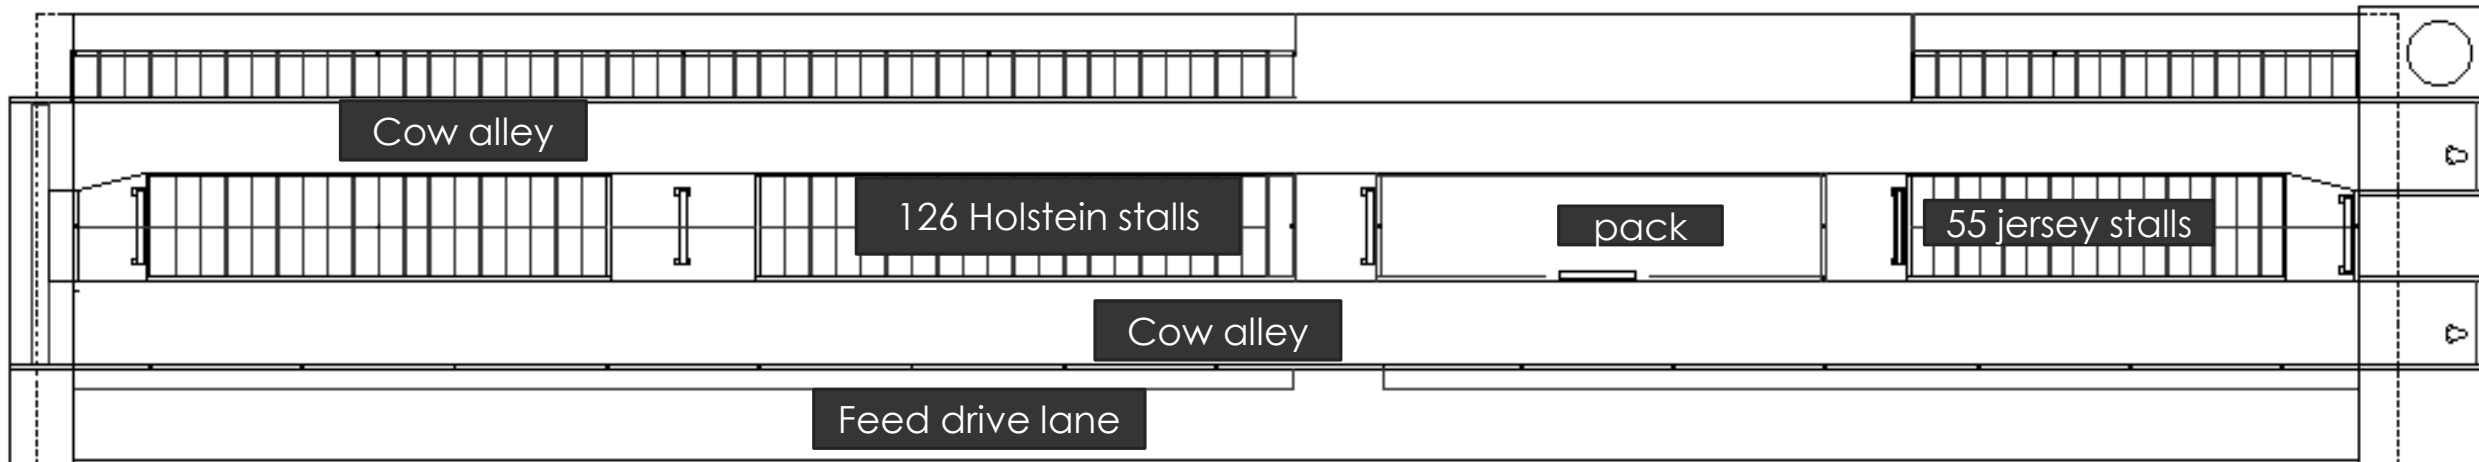 Cow alley
126 Holstein stalls
pack
55 jersey stalls
Cow alley
Feed drive lane